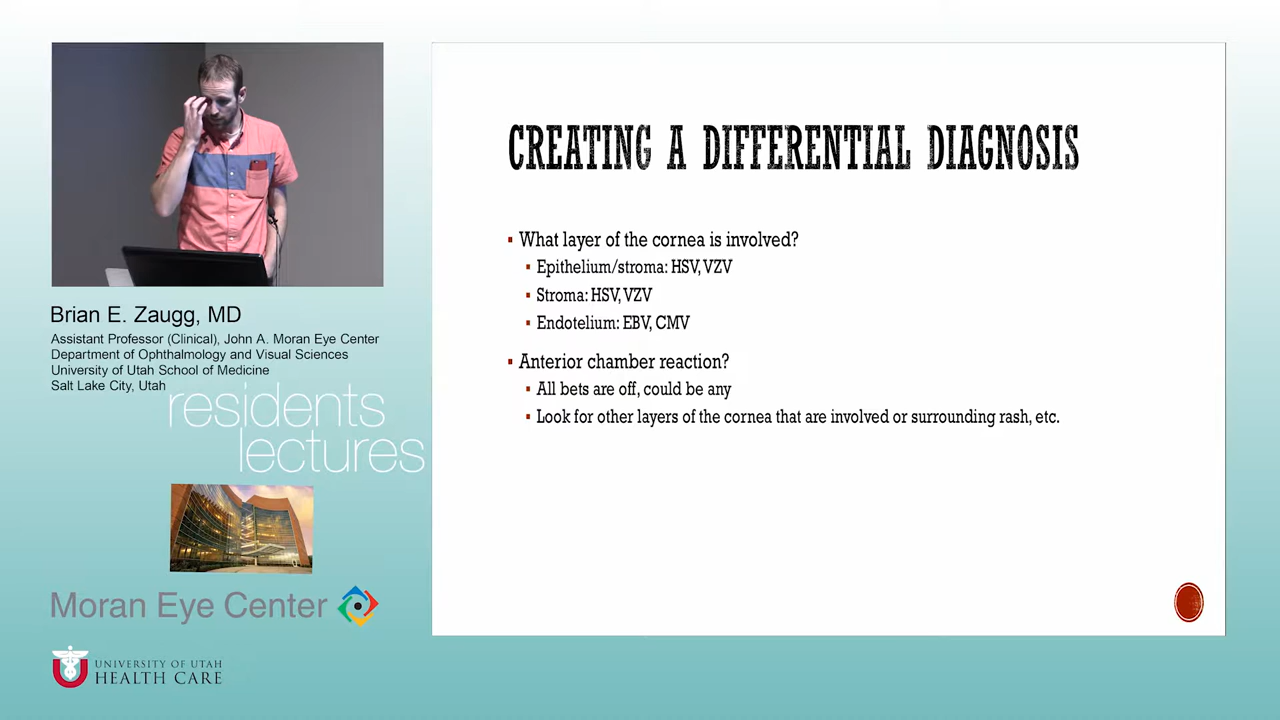 CREATING A DIFFERENTIAL DIAGNOSIS
▪ What layer of the cornea is involved?
▪ Epithelium/stroma: HSV, VZV
▪ Stroma: HSV, VZV
▪ Endotelium: EBV, CMV
▪ Anterior chamber reaction?
▪ All bets are off, could be any
▪ Look for other layers of the cornea that are involved or surrounding rash, etc.
Brian E. Zaugg, MD
Assistant Professor (Clinical), John A. Moran Eye Center
Department of Ophthalmology and Visual Sciences
University of Utah School of Medicine
Salt Lake City, Utah
residents
lectures
Moran Eye Center
UNIVERSITY OF UTAH
HEALTH CARE